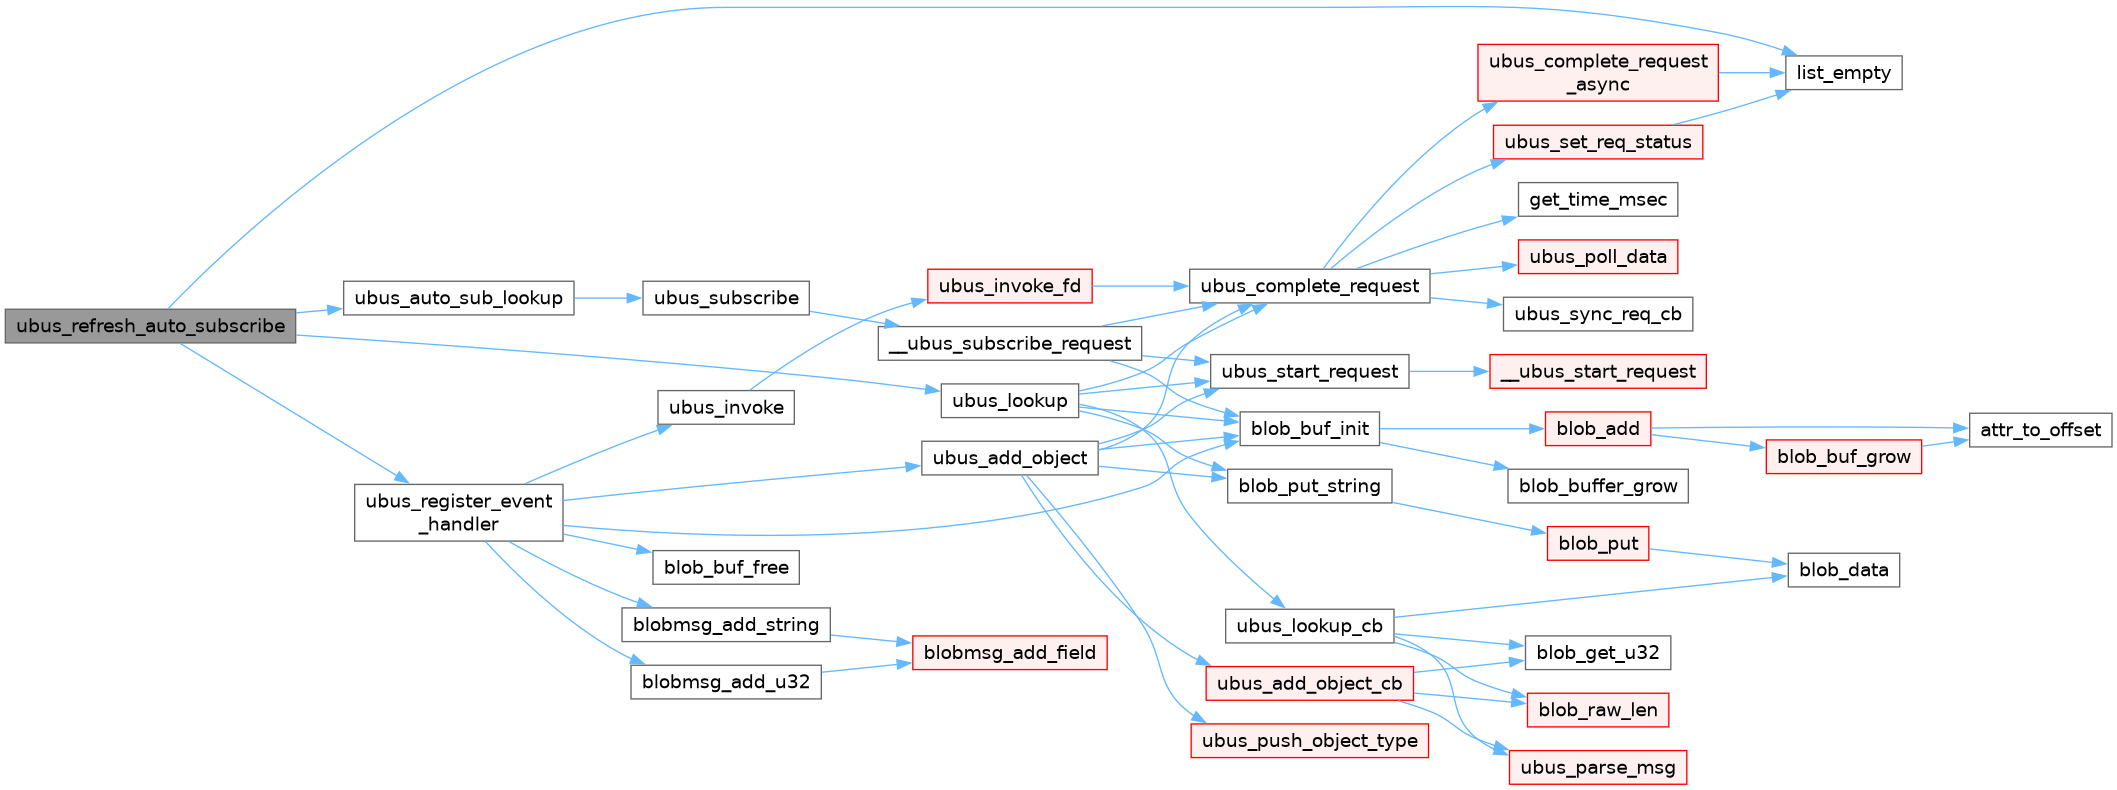 ubus_refresh_auto_subscribe
ubus_auto_sub_lookup
ubus_register_event
_handler
ubus_subscribe
ubus_invoke
blob_buf_free
blobmsg_add_string
blobmsg_add_u32
ubus_invoke_fd
__ubus_subscribe_request
ubus_lookup
ubus_add_object
blobmsg_add_field
ubus_complete_request
ubus_start_request
blob_buf_init
blob_put_string
ubus_lookup_cb
ubus_add_object_cb
ubus_push_object_type
ubus_complete_request
_async
ubus_set_req_status
get_time_msec
ubus_poll_data
ubus_sync_req_cb
__ubus_start_request
blob_add
blob_buffer_grow
blob_put
blob_get_u32
blob_raw_len
ubus_parse_msg
list_empty
blob_buf_grow
blob_data
attr_to_offset